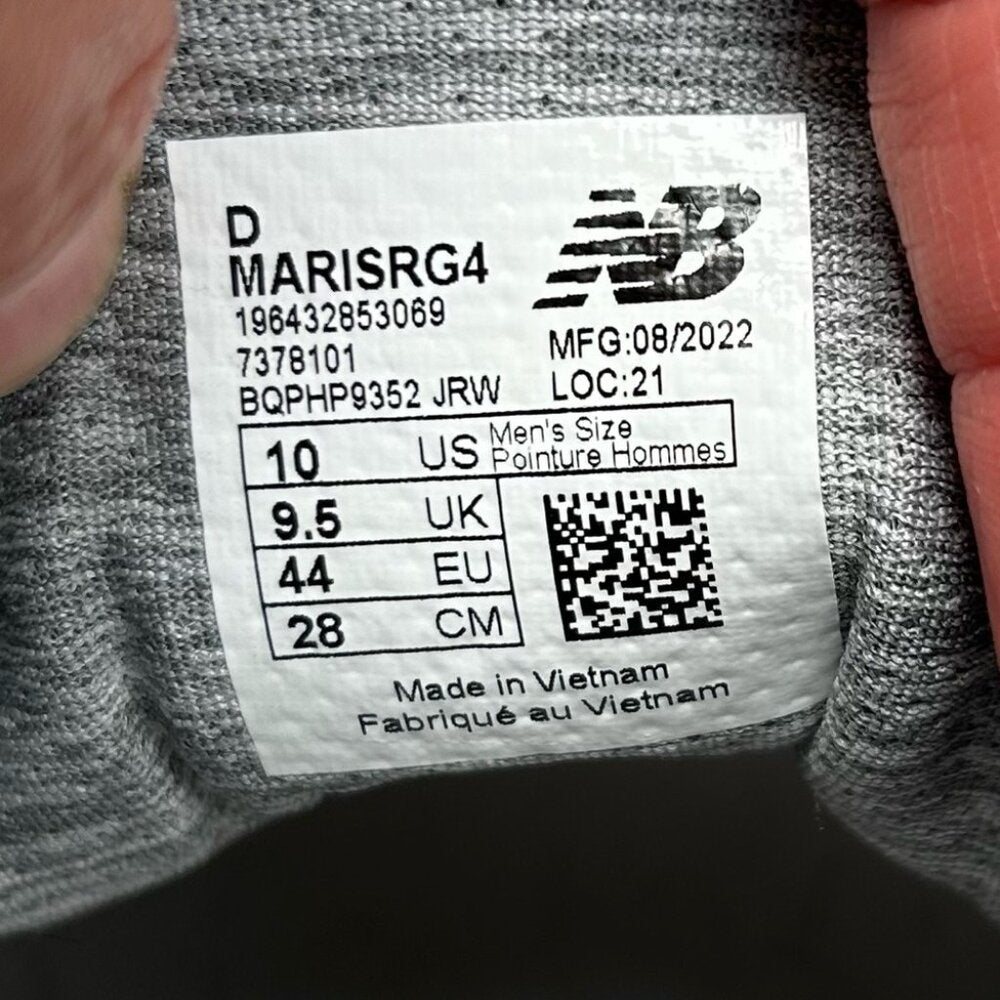 D
MARISRG4
196432853069
7378101
BQPHP9352 JRW
NB
MFG:08/2022
LOC:21
10 US Men's Size
Pointure Hommes
9.5 UK
44 EU
28 CM
Made in Vietnam
Fabriqué au Vietnam